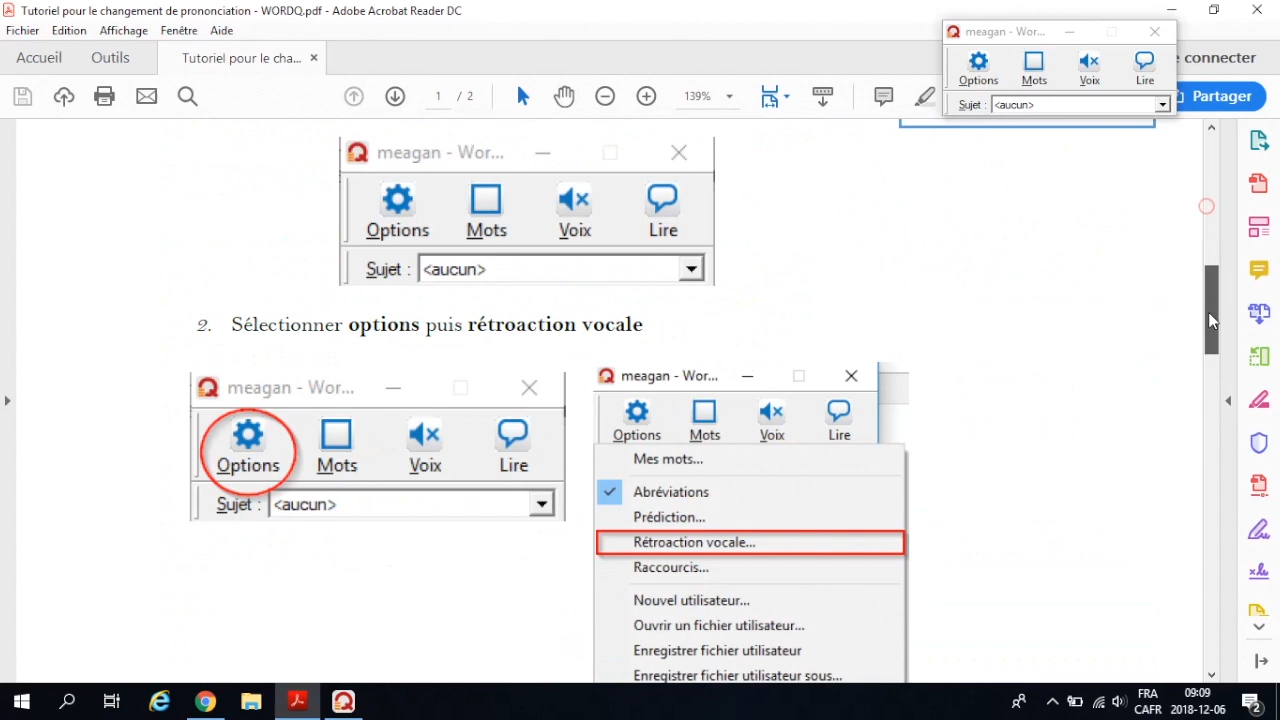 Tutoriel pour le changement de prononciation - WORDQ.pdf - Adobe Acrobat Reader DC
Fichier Edition Affichage Fenêtre Aide
Accueil Outils Tutoriel pour le cha... ×
e connecter
1 / 2 139% Partager
meagan - Wor...
Options Mots Voix Lire
Sujet : <aucun>
meagan - Wor...
Options Mots Voix Lire
Sujet : <aucun>
2. Sélectionner options puis rétroaction vocale
meagan - Wor...
Options Mots Voix Lire
Sujet : <aucun>
meagan - Wor...
Options Mots Voix Lire
Mes mots...
Abréviations
Prédiction...
Rétroaction vocale...
Raccourcis...
Nouvel utilisateur...
Ouvrir un fichier utilisateur...
Enregistrer fichier utilisateur
Enregistrer fichier utilisateur sous...
FRA 09:09
CAFR 2018-12-06
2